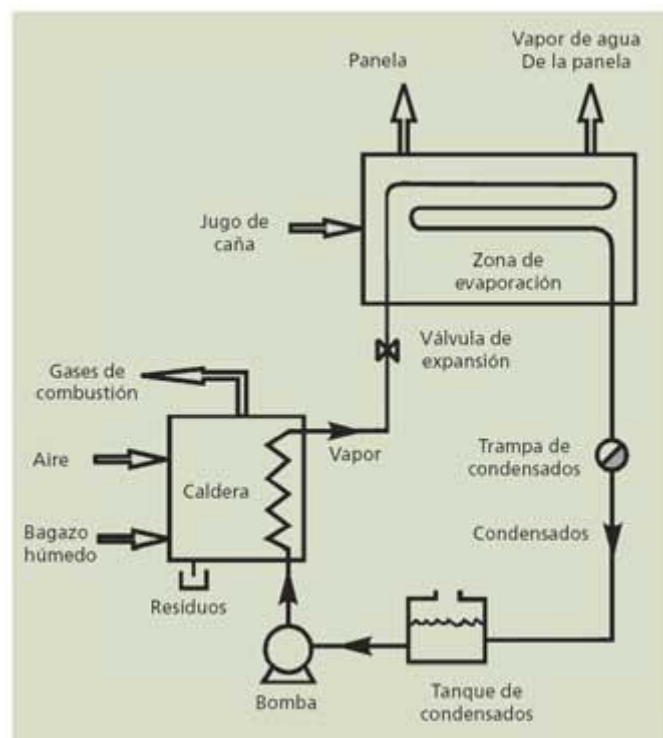 Panela
Vapor de agua
De la panela
Jugo de
caña
Zona de
evaporación
Válvula de
expansión
Gases de
combustión
Aire
Caldera
Vapor
Trampa de
condensados
Bagazo
húmedo
Condensados
Resíduos
Bomba
Tanque de
condensados